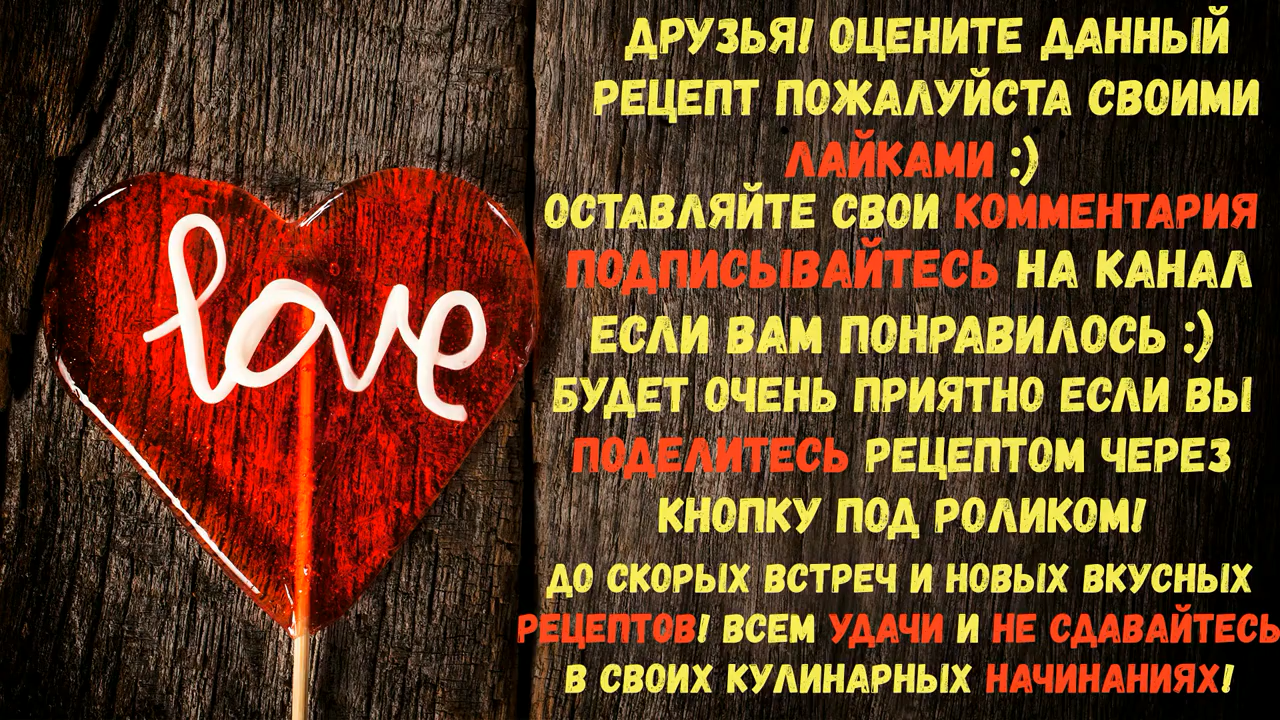 love
ДРУЗЬЯ! ОЦЕНИТЕ ДАННЫЙ
РЕЦЕПТ ПОЖАЛУЙСТА СВОИМИ
ЛАЙКАМИ :)
ОСТАВЛЯЙТЕ СВОИ КОММЕНТАРИЯ
ПОДПИСЫВАЙТЕСЬ НА КАНАЛ
ЕСЛИ ВАМ ПОНРАВИЛОСЬ :)
БУДЕТ ОЧЕНЬ ПРИЯТНО ЕСЛИ ВЫ
ПОДЕЛИТЕСЬ РЕЦЕПТОМ ЧЕРЕЗ
КНОПКУ ПОД РОЛИКОМ!
ДО СКОРЫХ ВСТРЕЧ И НОВЫХ ВКУСНЫХ
РЕЦЕПТОВ! ВСЕМ УДАЧИ И НЕ СДАВАЙТЕСЬ
В СВОИХ КУЛИНАРНЫХ НАЧИНАНИЯХ!